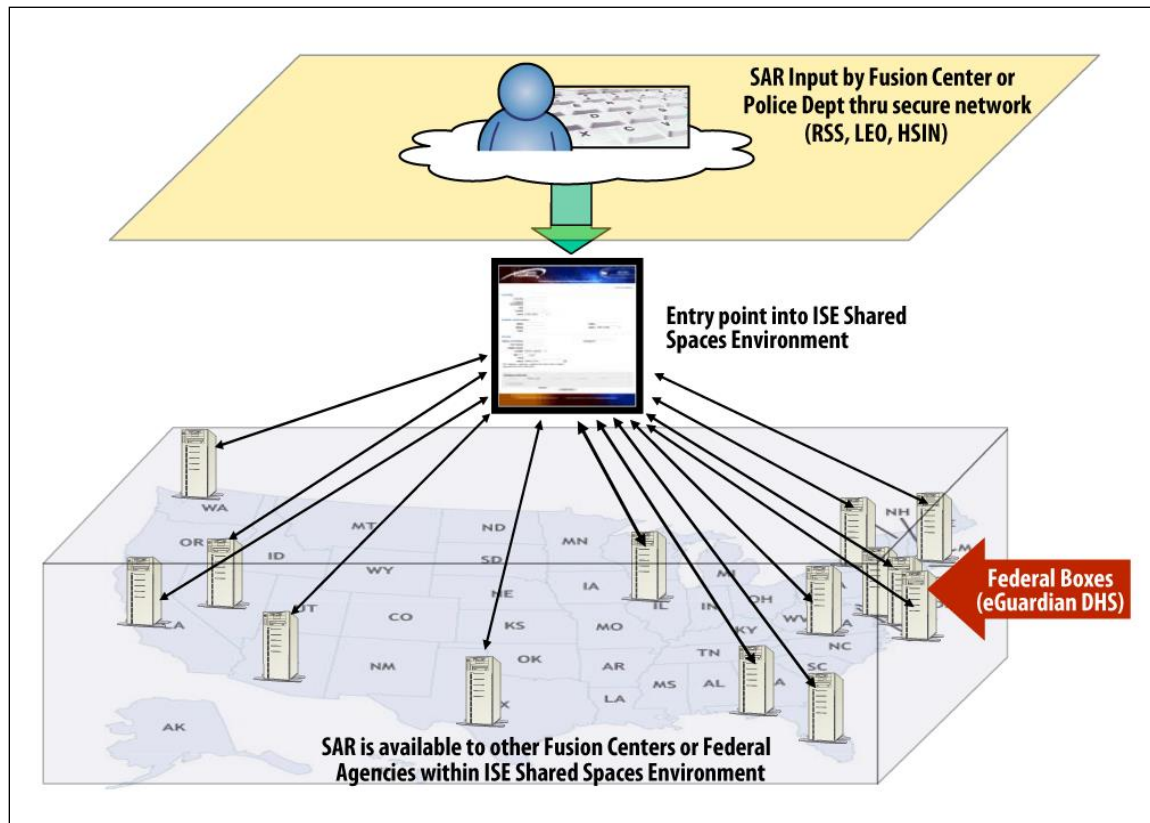 SAR Input by Fusion Center or
Police Dept thru secure network
(RSS, LEO, HSIN)
Entry point into ISE Shared
Spaces Environment
WA
MT
ND
NH
OR
ID
MN
SD
WY
MI
IA
NE
IL
IN
OH
UT
CO
WV
CA
KS
MO
KY
NC
TN
OK
AR
SC
NM
MS
AL
LA
AK
Federal Boxes
(eGuardian DHS)
SAR is available to other Fusion Centers or Federal
Agencies within ISE Shared Spaces Environment